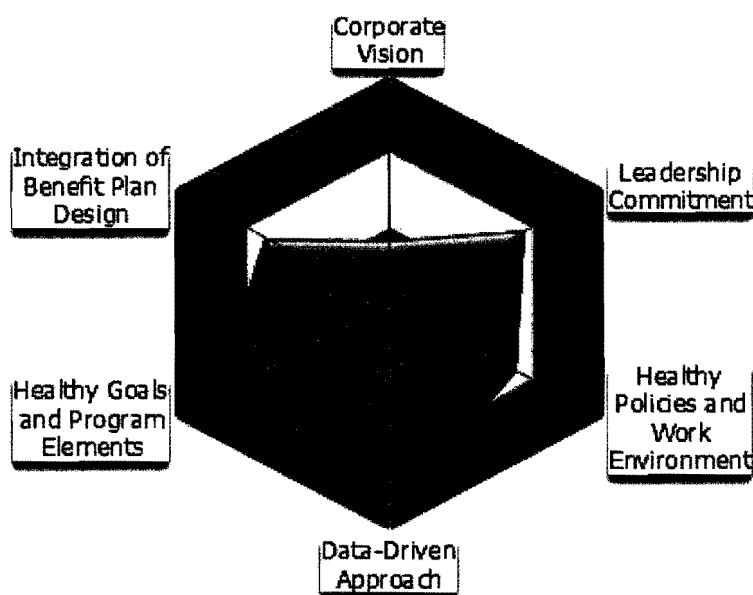 Corporate
Vision
Integration of
Benefit Plan
Design
Leadership
Commitment
Healthy Goals
and Program
Elements
Healthy
Policies and
Work
Environment
Data-Driven
Approach